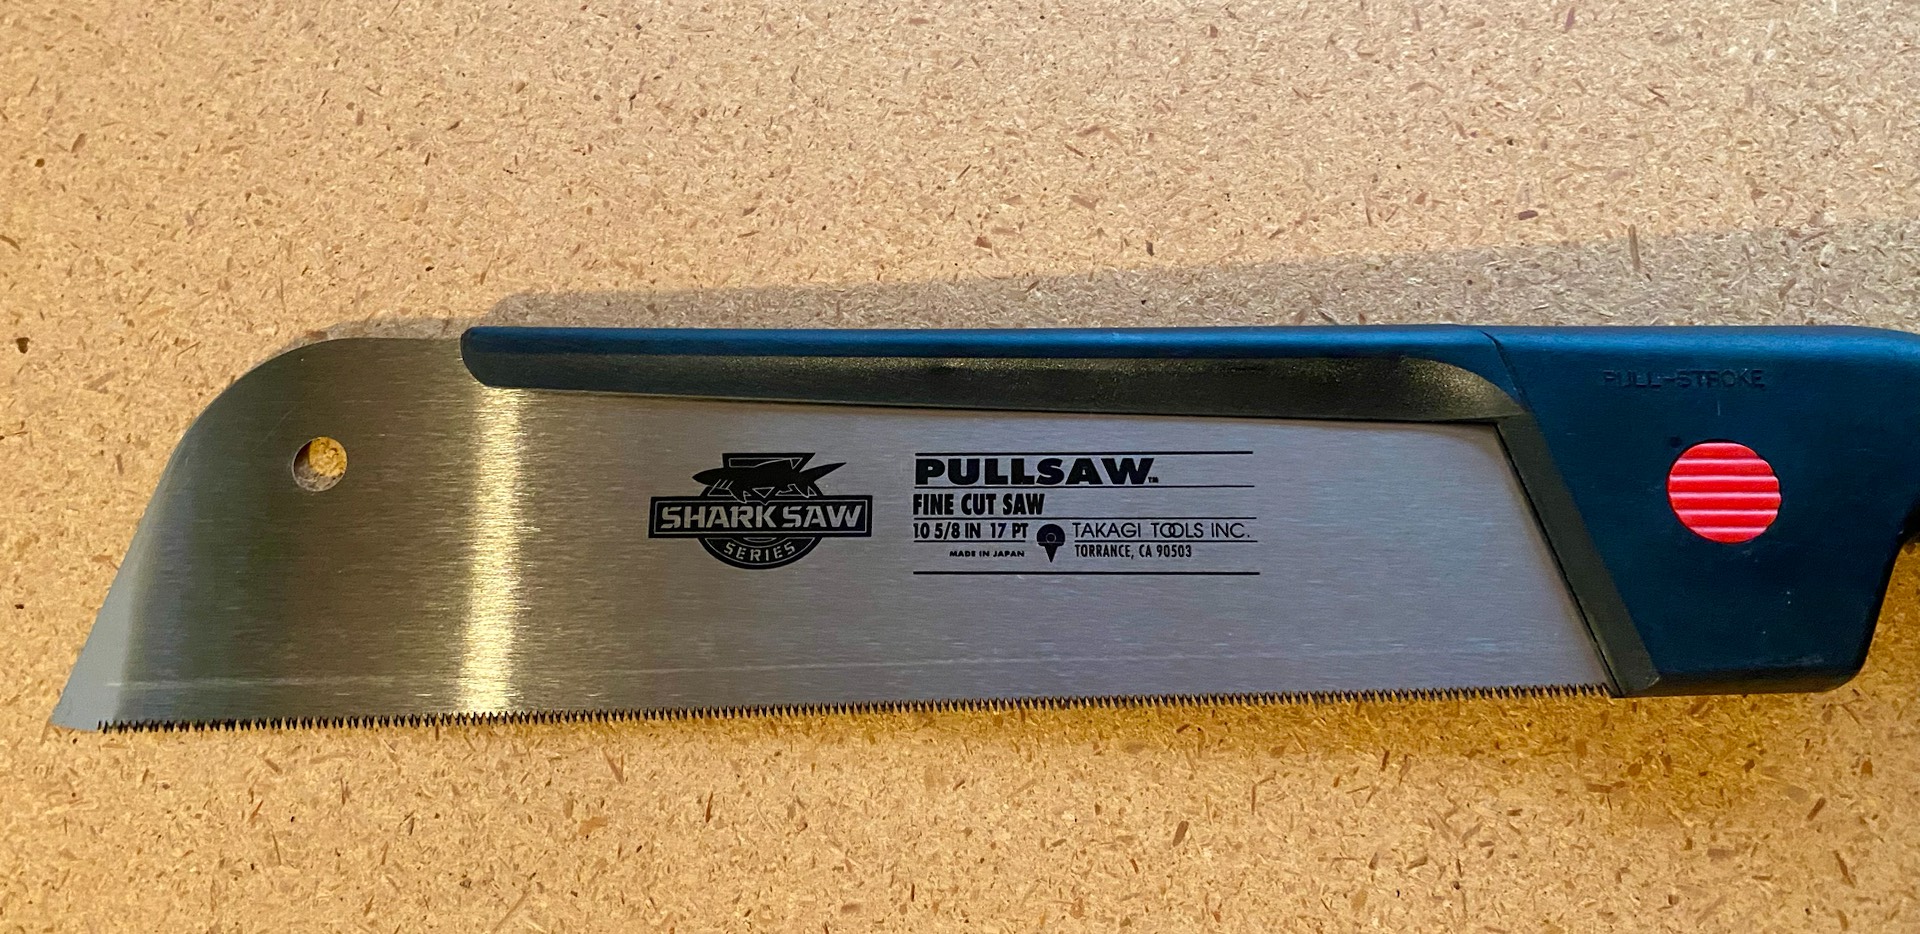 PULL-STROKE
SHARK SAW
SERIES
PULLSAW™
FINE CUT SAW
10 5/8 IN 17 PT
MADE IN JAPAN
TAKAGI TOOLS INC.
TORRANCE, CA 90503